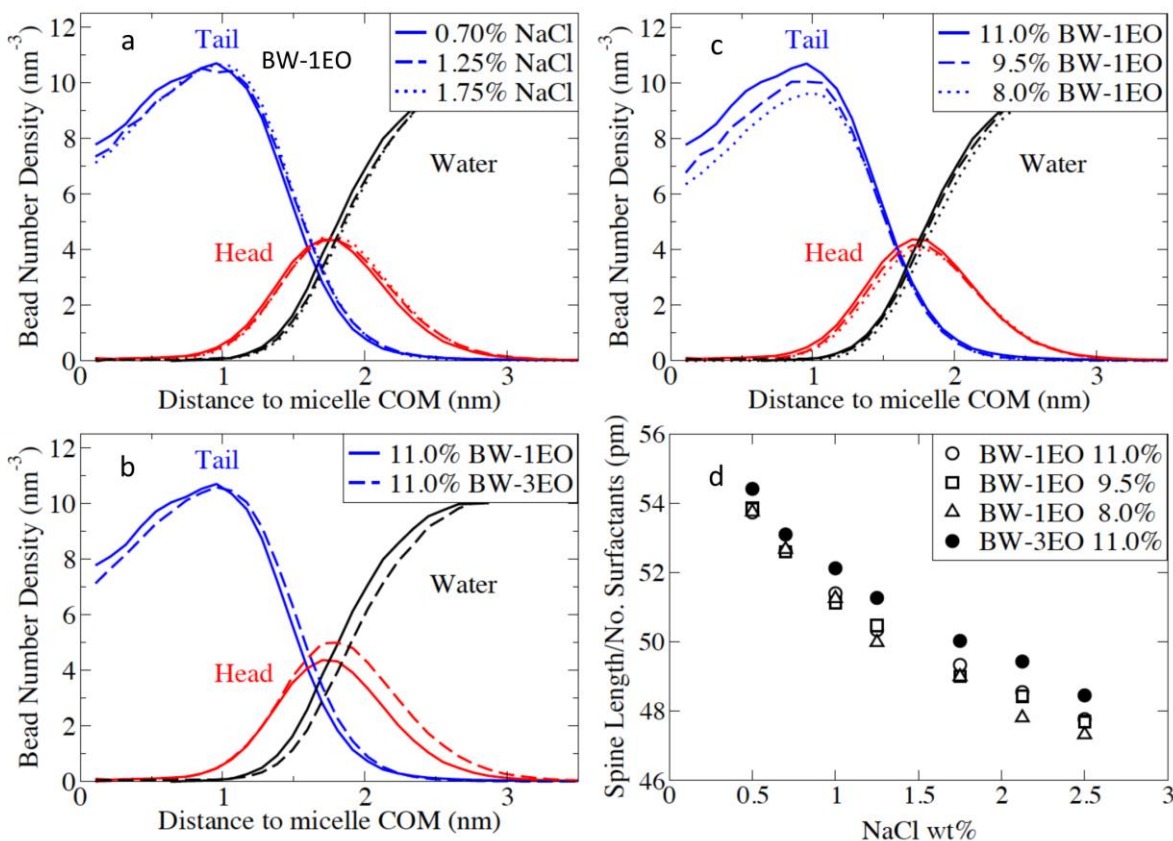 a
BW-1EO
0.70% NaCl
1.25% NaCl
1.75% NaCl
Tail
Water
Head
Bead Number Density (nm⁻³)
0
2
4
6
8
10
12
0
1
2
3
Distance to micelle COM (nm)
c
11.0% BW-1EO
9.5% BW-1EO
8.0% BW-1EO
Tail
Water
Head
Bead Number Density (nm⁻³)
0
2
4
6
8
10
12
0
1
2
3
Distance to micelle COM (nm)
b
11.0% BW-1EO
11.0% BW-3EO
Tail
Water
Head
Bead Number Density (nm⁻³)
0
2
4
6
8
10
12
0
1
2
3
Distance to micelle COM (nm)
d
BW-1EO 11.0%
BW-1EO 9.5%
BW-1EO 8.0%
BW-3EO 11.0%
Spine Length/No. Surfactants (pm)
46
48
50
52
54
56
0
0.5
1
1.5
2
2.5
3
NaCl wt%